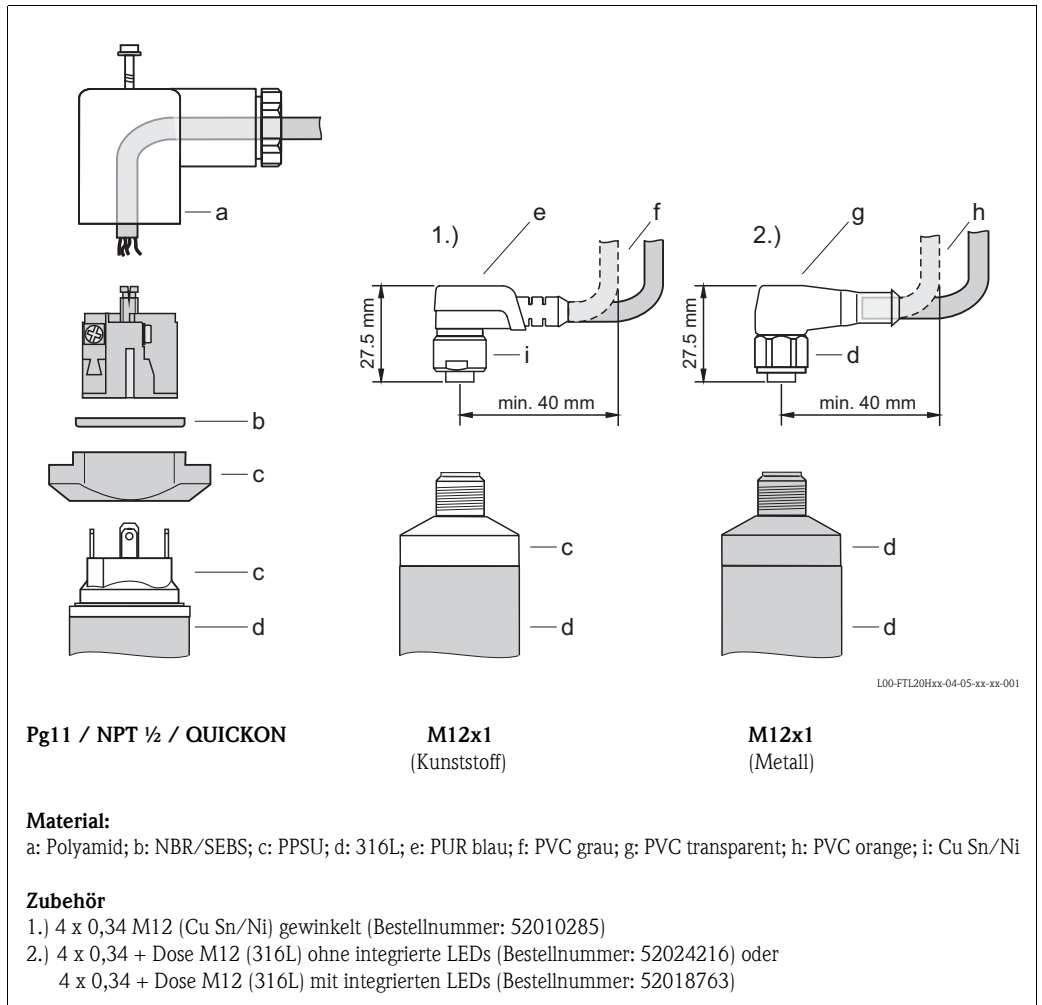 a
b
c
c
d
1.)
e
f
27.5 mm
i
min. 40 mm
c
d
2.)
g
h
27.5 mm
d
min. 40 mm
d
d
L00-FTL20Hxx-04-05-xx-xx-001
Pg11 / NPT ½ / QUICKON
M12x1
(Kunststoff)
M12x1
(Metall)
Material:
a: Polyamid; b: NBR/SEBS; c: PPSU; d: 316L; e: PUR blau; f: PVC grau; g: PVC transparent; h: PVC orange; i: Cu Sn/Ni
Zubehör
1.) 4 x 0,34 M12 (Cu Sn/Ni) gewinkelt (Bestellnummer: 52010285)
2.) 4 x 0,34 + Dose M12 (316L) ohne integrierte LEDs (Bestellnummer: 52024216) oder
4 x 0,34 + Dose M12 (316L) mit integrierten LEDs (Bestellnummer: 52018763)